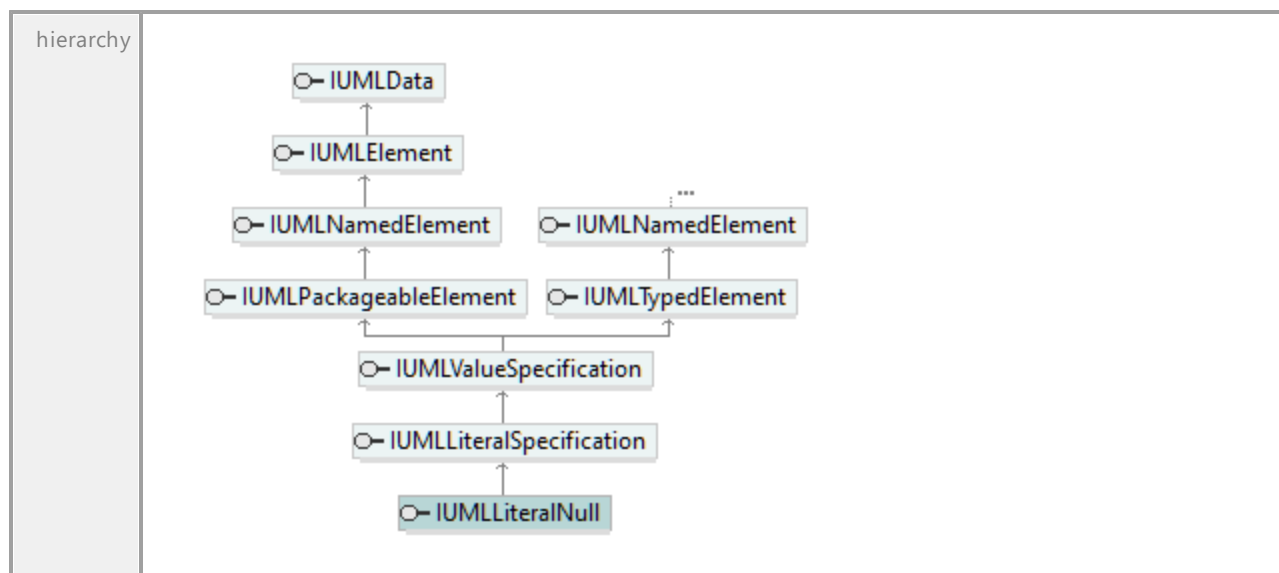 hierarchy
IUMLData
IUMLElement
...
IUMLNamedElement IUMLNamedElement
IUMLPackageableElement IUMLTypedElement
IUMLValueSpecification
IUMLLiteralSpecification
IUMLLiteralNull